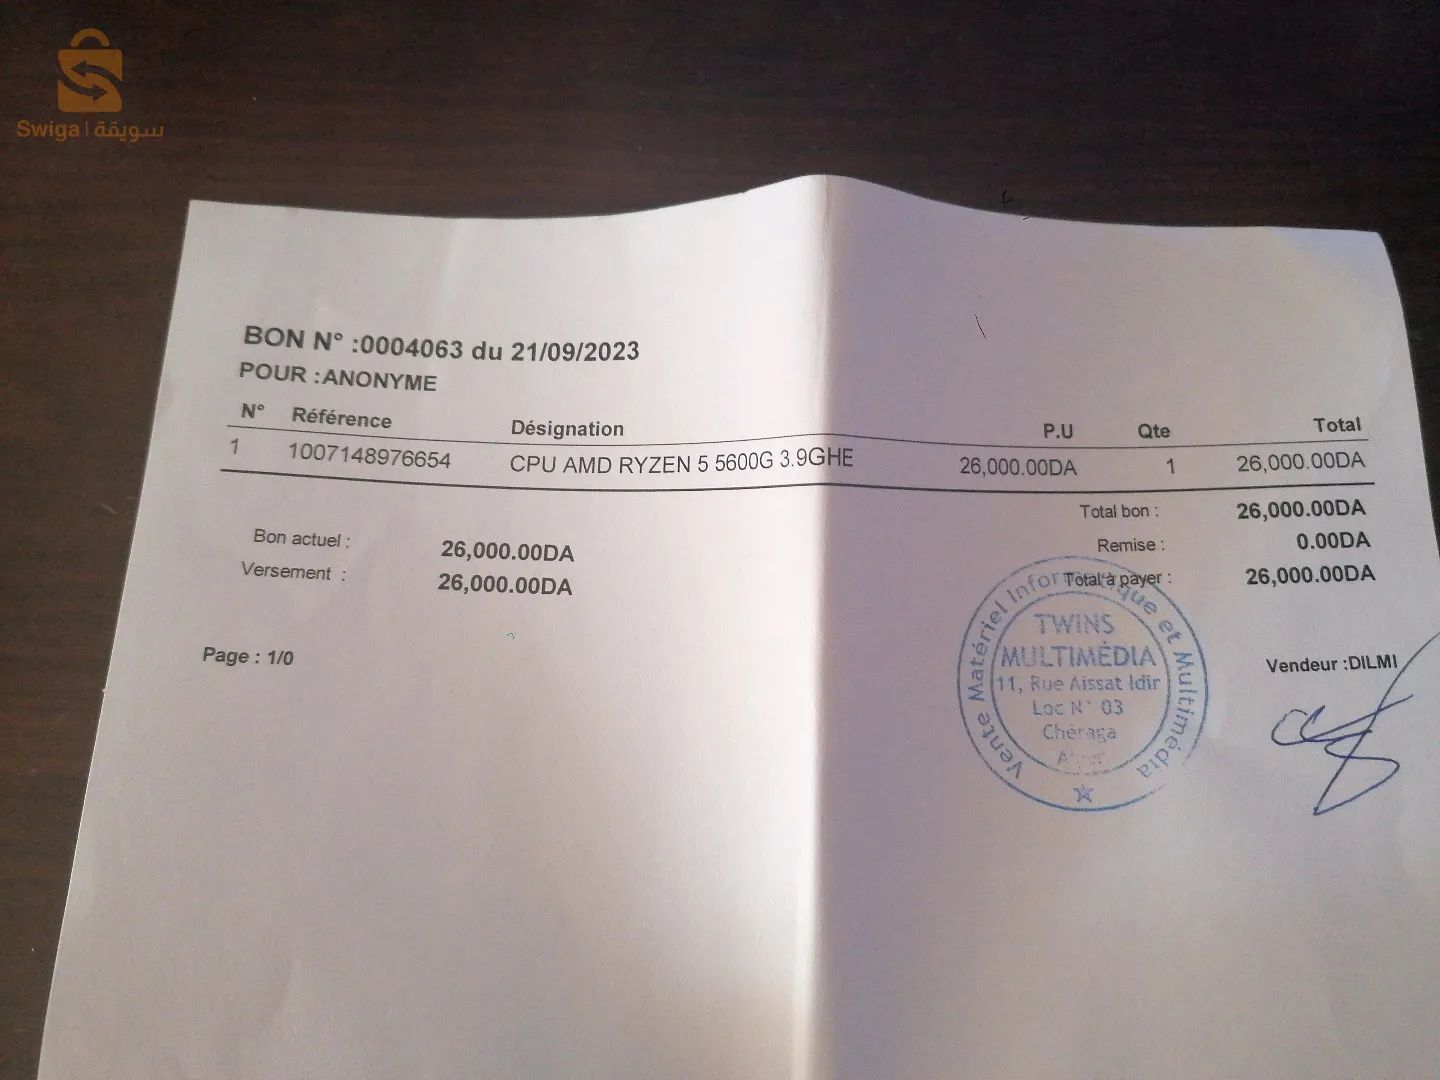 Swiga | سويقة
BON N° :0004063 du 21/09/2023
POUR :ANONYME
N° Référence Désignation P.U Qte Total
1 1007148976654 CPU AMD RYZEN 5 5600G 3.9GHE 26,000.00DA 1 26,000.00DA
Total bon : 26,000.00DA
Remise : 0.00DA
Total à payer : 26,000.00DA
Bon actuel : 26,000.00DA
Versement : 26,000.00DA
Page : 1/0
Vendeur :DILMI
Vente Matériel Informatique et Multimédia
TWINS
MULTIMÉDIA
11, Rue Aissat Idir
Loc N° 03
Chéraga